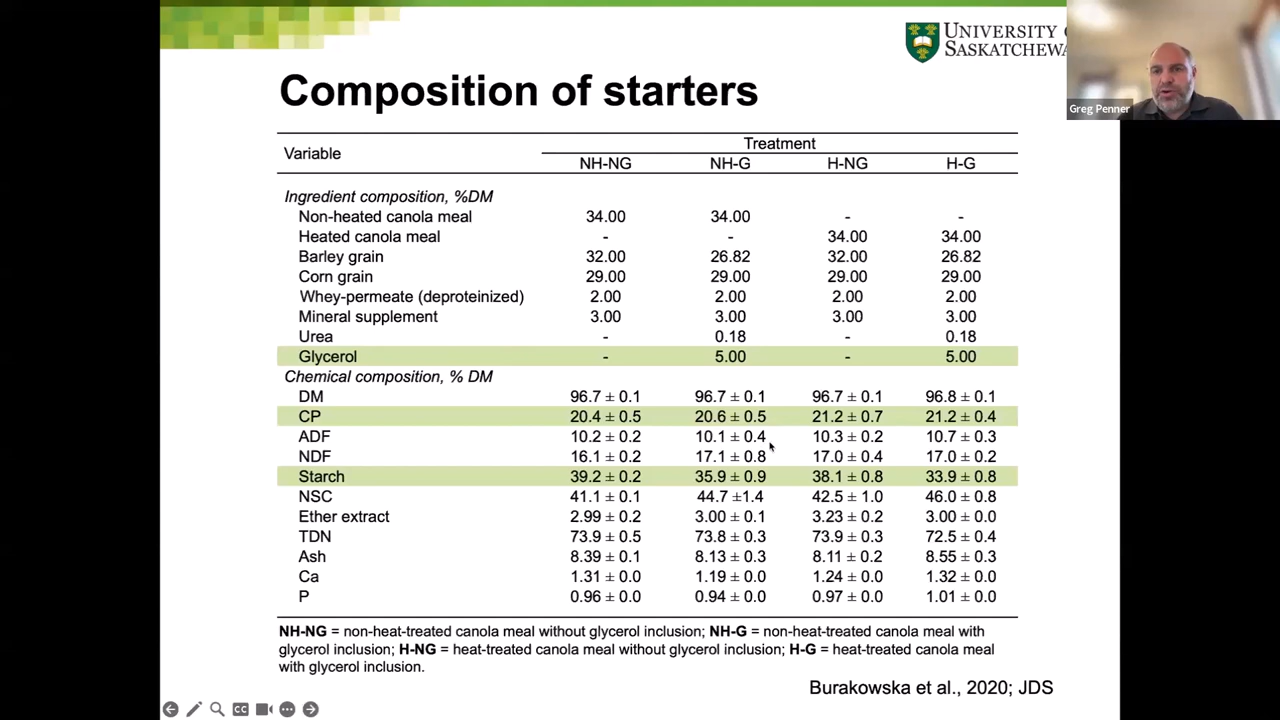 UNIVERSITY
SASKATCHEWA
Greg Penner
Composition of starters
Variable Treatment
NH-NG NH-G H-NG H-G
Ingredient composition, %DM
Non-heated canola meal 34.00 34.00 - -
Heated canola meal - - 34.00 34.00
Barley grain 32.00 26.82 32.00 26.82
Corn grain 29.00 29.00 29.00 29.00
Whey-permeate (deproteinized) 2.00 2.00 2.00 2.00
Mineral supplement 3.00 3.00 3.00 3.00
Urea - 0.18 - 0.18
Glycerol - 5.00 - 5.00
Chemical composition, % DM
DM 96.7 ± 0.1 96.7 ± 0.1 96.7 ± 0.1 96.8 ± 0.1
CP 20.4 ± 0.5 20.6 ± 0.5 21.2 ± 0.7 21.2 ± 0.4
ADF 10.2 ± 0.2 10.1 ± 0.4 10.3 ± 0.2 10.7 ± 0.3
NDF 16.1 ± 0.2 17.1 ± 0.8 17.0 ± 0.4 17.0 ± 0.2
Starch 39.2 ± 0.2 35.9 ± 0.9 38.1 ± 0.8 33.9 ± 0.8
NSC 41.1 ± 0.1 44.7 ±1.4 42.5 ± 1.0 46.0 ± 0.8
Ether extract 2.99 ± 0.2 3.00 ± 0.1 3.23 ± 0.2 3.00 ± 0.0
TDN 73.9 ± 0.5 73.8 ± 0.3 73.9 ± 0.3 72.5 ± 0.4
Ash 8.39 ± 0.1 8.13 ± 0.3 8.11 ± 0.2 8.55 ± 0.3
Ca 1.31 ± 0.0 1.19 ± 0.0 1.24 ± 0.0 1.32 ± 0.0
P 0.96 ± 0.0 0.94 ± 0.0 0.97 ± 0.0 1.01 ± 0.0
NH-NG = non-heat-treated canola meal without glycerol inclusion; NH-G = non-heat-treated canola meal with
glycerol inclusion; H-NG = heat-treated canola meal without glycerol inclusion; H-G = heat-treated canola meal
with glycerol inclusion.
Burakowska et al., 2020; JDS
CC